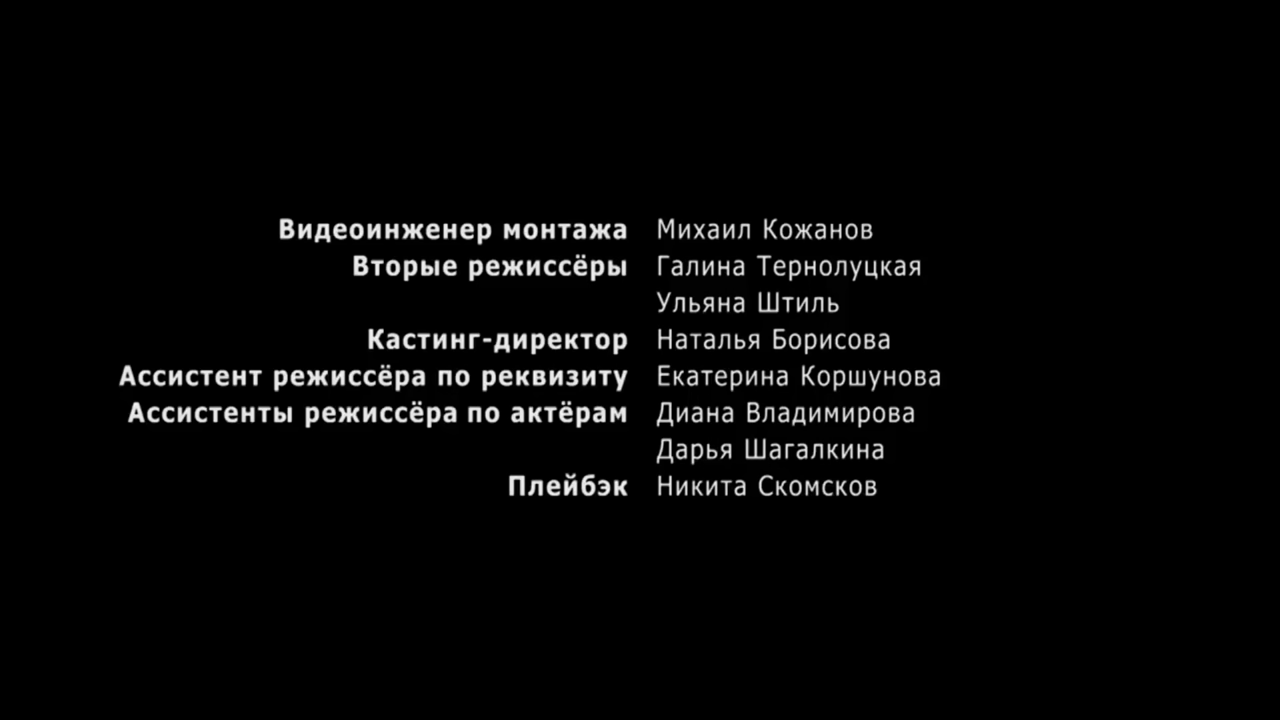 Видеоинженер монтажа Михаил Кожанов
Вторые режиссёры Галина Тернолуцкая
Ульяна Штиль
Кастинг-директор Наталья Борисова
Ассистент режиссёра по реквизиту Екатерина Коршунова
Ассистенты режиссёра по актёрам Диана Владимирова
Дарья Шагалкина
Плейбэк Никита Скомсков